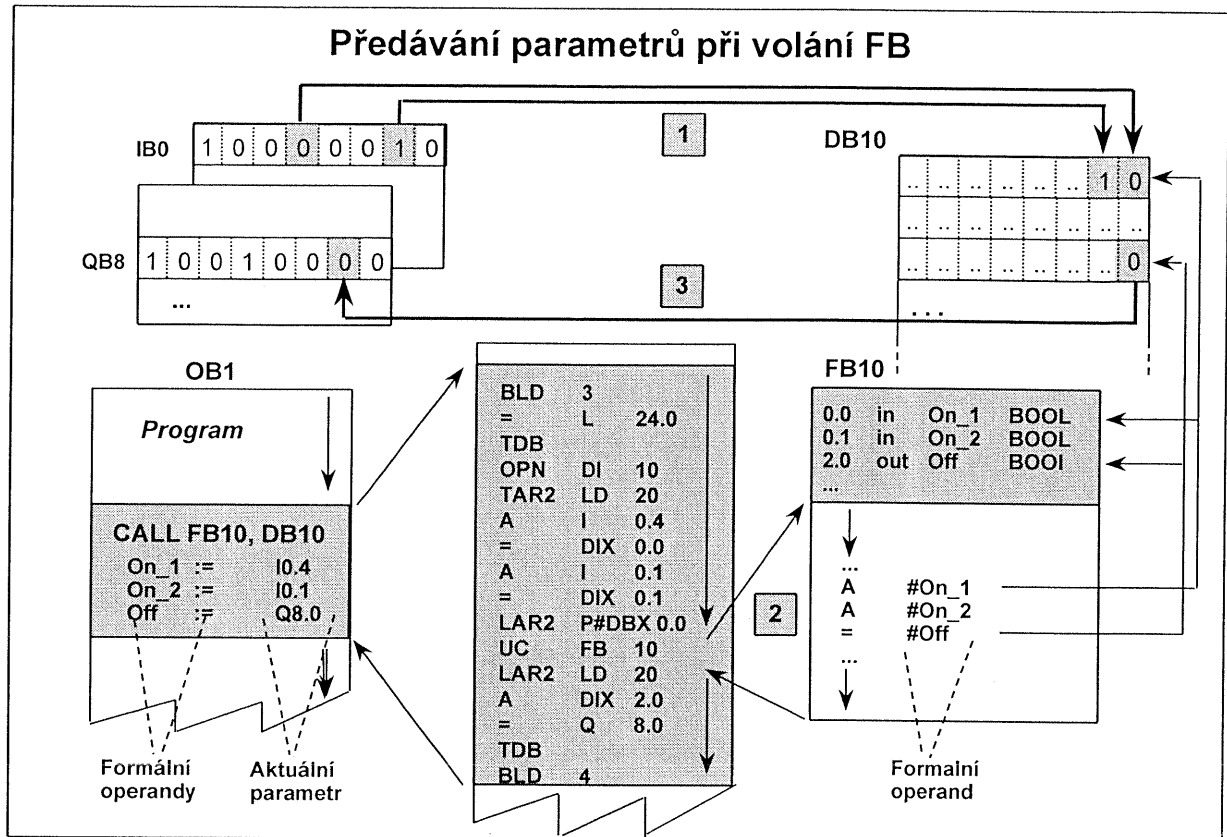 Předávání parametrů při volání FB
IB0 1 0 0 0 0 0 1 0
1
DB10
.. .. .. .. .. .. 1 0
.. .. .. .. .. .. .. ..
QB8 1 0 0 1 0 0 0 0
3
.. .. .. .. .. .. .. 0
...
...
OB1
Program
CALL FB10, DB10
On_1 := I0.4
On_2 := I0.1
Off := Q8.0
Formální operandy
Aktuální parametr
BLD 3
= L 24.0
TDB
OPN DI 10
TAR2 LD 20
A I 0.4
= DIX 0.0
A I 0.1
= DIX 0.1
LAR2 P#DBX 0.0
UC FB 10
LAR2 LD 20
A DIX 2.0
= Q 8.0
TDB
BLD 4
2
FB10
0.0 in On_1 BOOL
0.1 in On_2 BOOL
2.0 out Off BOOl
...
...
A #On_1
A #On_2
= #Off
...
Formalní
operand